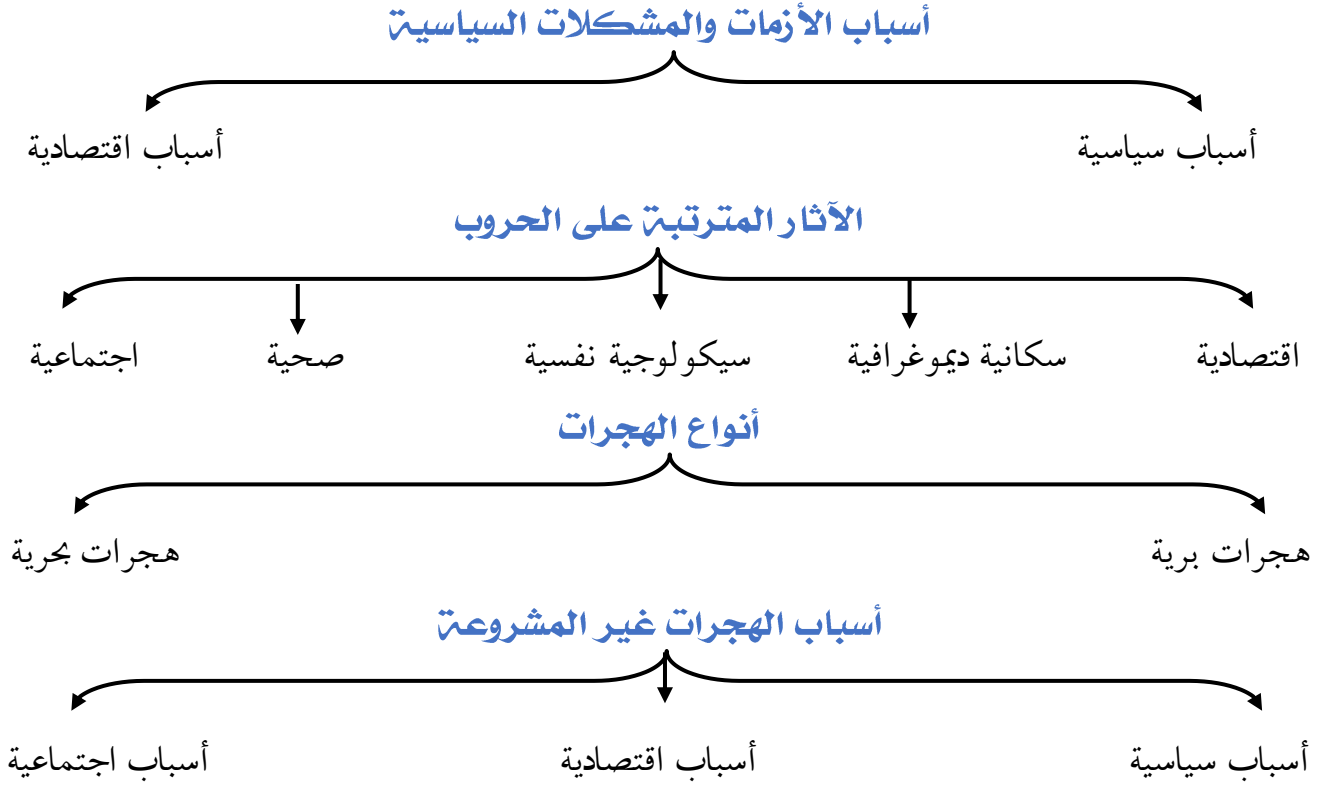 أسباب الأزمات والمشكلات السياسية
أسباب سياسية
أسباب اقتصادية
الآثار المترتبة على الحروب
اقتصادية
سكانية ديموغرافية
سيكولوجية نفسية
صحية
اجتماعية
أنواع الهجرات
هجرات برية
هجرات بحرية
أسباب الهجرات غير المشروعة
أسباب سياسية
أسباب اقتصادية
أسباب اجتماعية